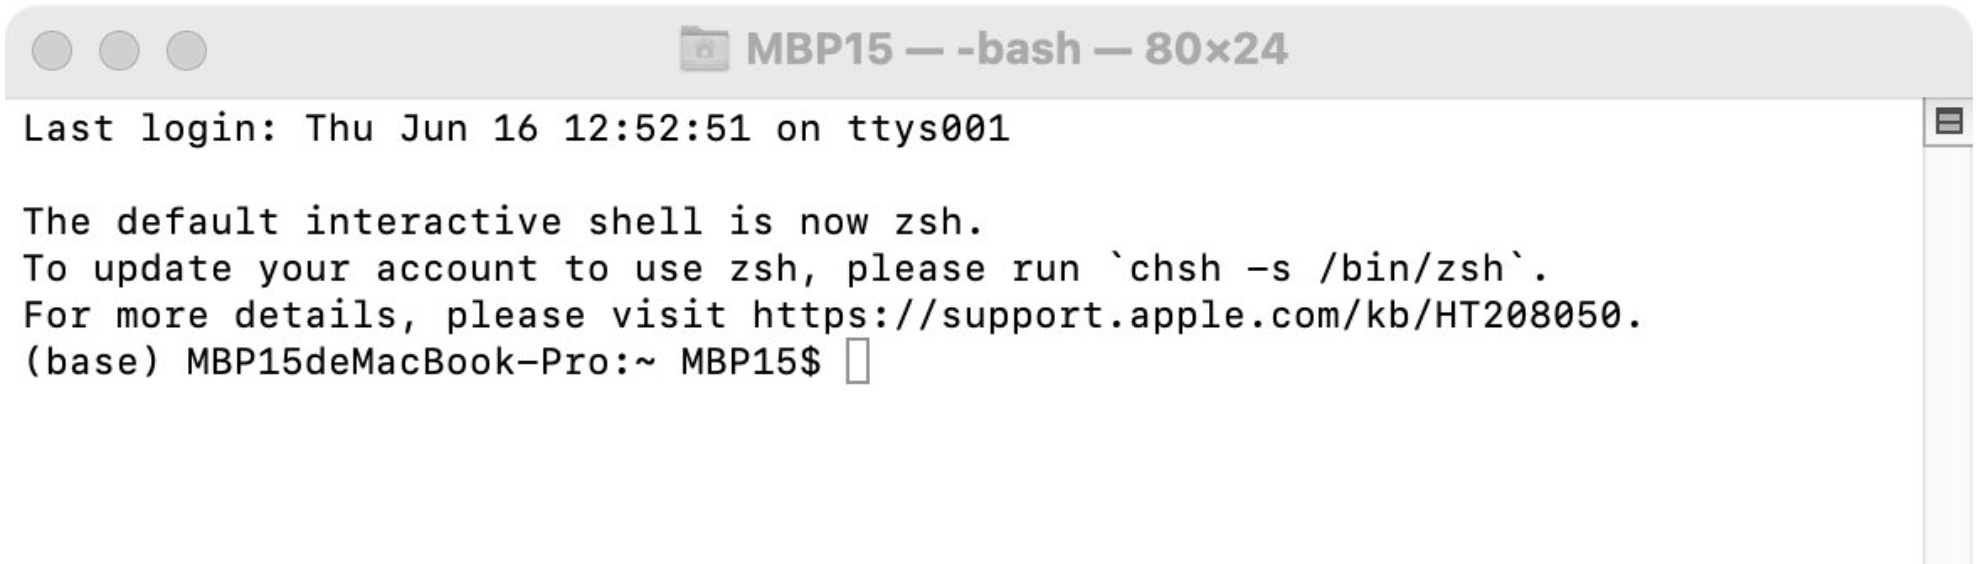 MBP15 — -bash — 80×24
Last login: Thu Jun 16 12:52:51 on ttys001
The default interactive shell is now zsh.
To update your account to use zsh, please run `chsh -s /bin/zsh`.
For more details, please visit https://support.apple.com/kb/HT208050.
(base) MBP15deMacBook-Pro:~ MBP15$